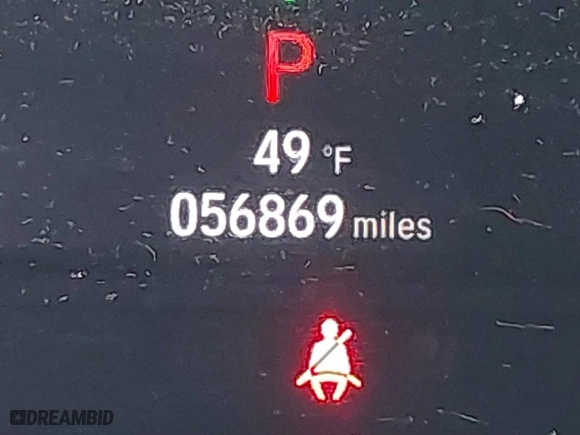 P
49 °F
056869 miles
DREAMBID